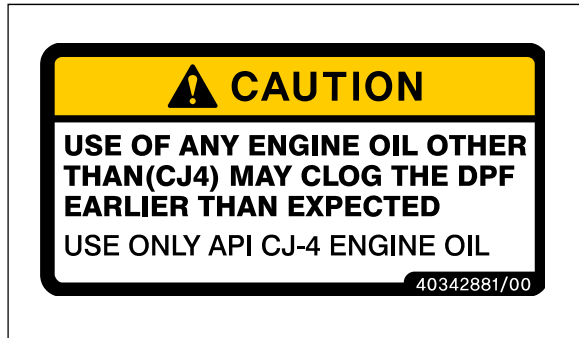 CAUTION
USE OF ANY ENGINE OIL OTHER
THAN(CJ4) MAY CLOG THE DPF
EARLIER THAN EXPECTED
USE ONLY API CJ-4 ENGINE OIL
40342881/00